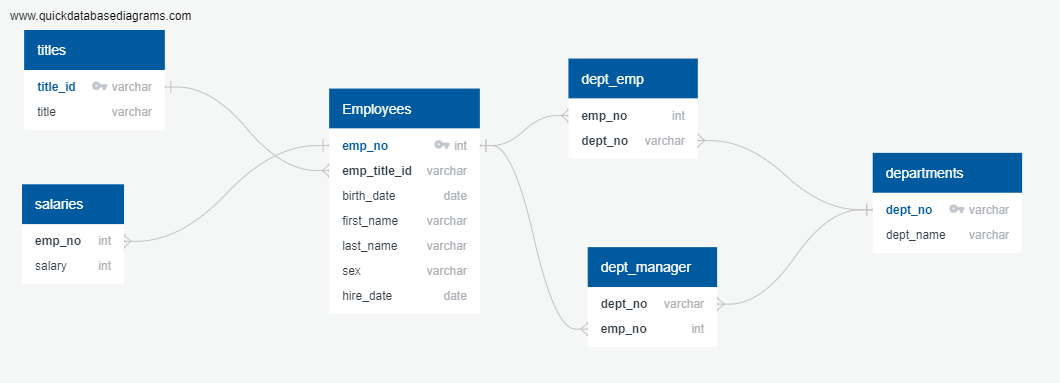 www.quickdatabasediagrams.com
titles
title_id varchar
title varchar
salaries
emp_no int
salary int
Employees
emp_no int
emp_title_id varchar
birth_date date
first_name varchar
last_name varchar
sex varchar
hire_date date
dept_emp
emp_no int
dept_no varchar
dept_manager
dept_no varchar
emp_no int
departments
dept_no varchar
dept_name varchar